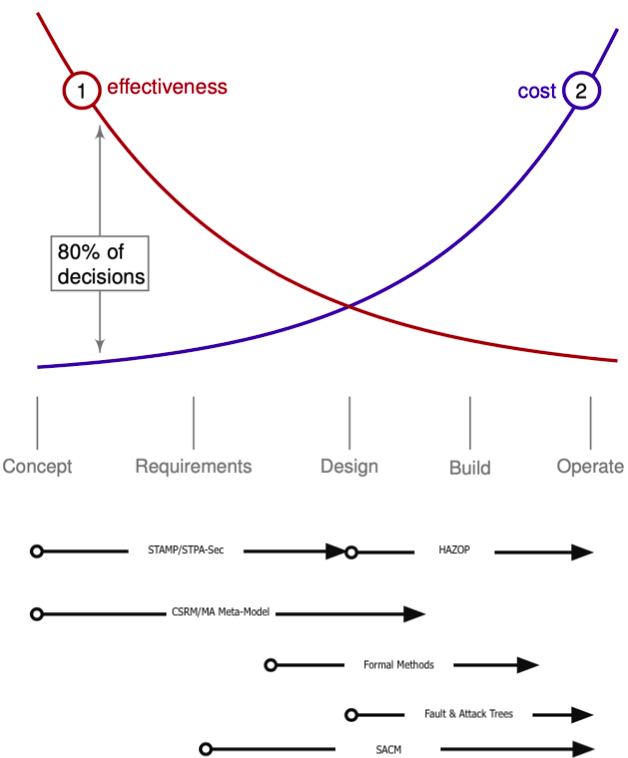 1 effectiveness
cost 2
80% of
decisions
Concept Requirements Design Build Operate
STAMP/STPA-Sec HAZOP
CSRM/MA Meta-Model
Formal Methods
Fault & Attack Trees
SACM